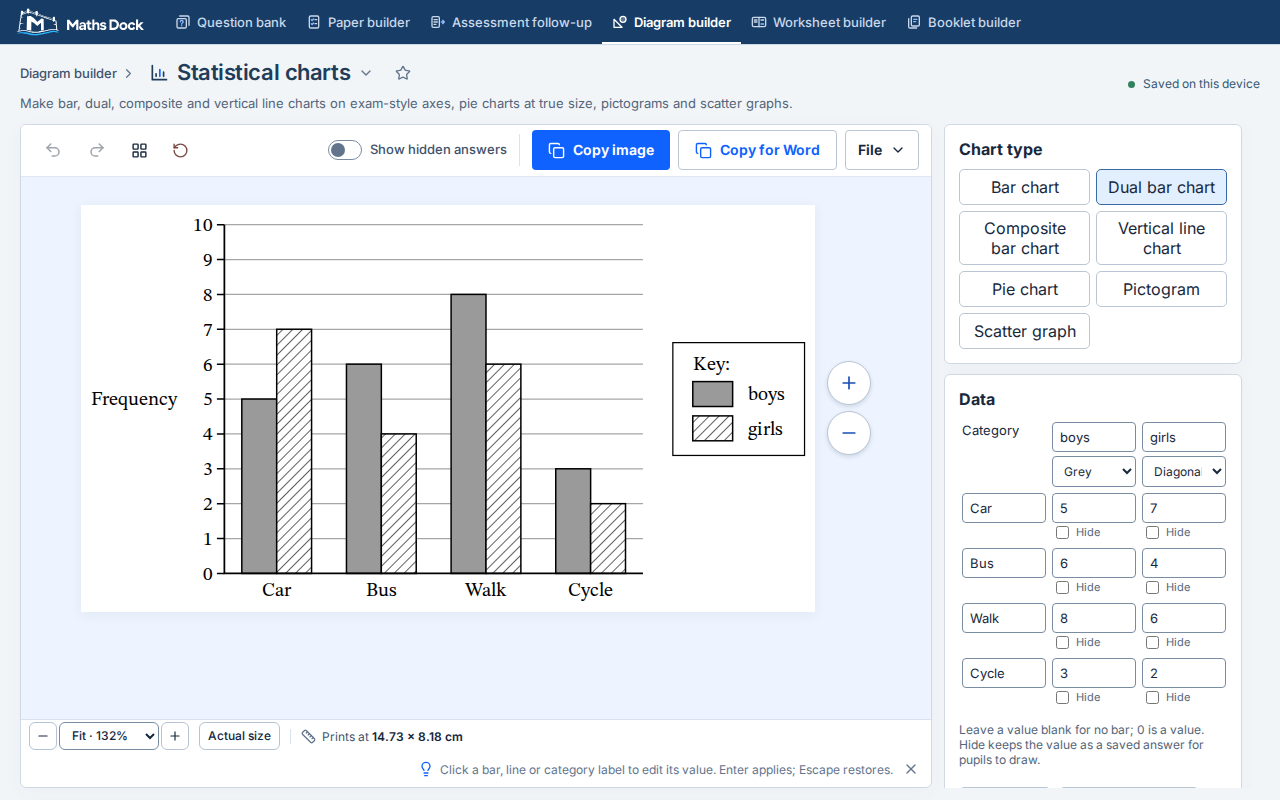 Maths Dock
Question bank
Paper builder
Assessment follow-up
Diagram builder
Worksheet builder
Booklet builder
Diagram builder
Statistical charts
Saved on this device
Make bar, dual, composite and vertical line charts on exam-style axes, pie charts at true size, pictograms and scatter graphs.
Show hidden answers
Copy image
Copy for Word
File
10
9
8
7
6
5
4
3
2
1
0
Frequency
Car
Bus
Walk
Cycle
Key:
boys
girls
Fit · 132%
Actual size
Prints at 14.73 × 8.18 cm
Click a bar, line or category label to edit its value. Enter applies; Escape restores.
Chart type
Bar chart
Dual bar chart
Composite
bar chart
Vertical line
chart
Pie chart
Pictogram
Scatter graph
Data
Category
boys
girls
Grey
Diagonal
Car
5
7
Hide
Hide
Bus
6
4
Hide
Hide
Walk
8
6
Hide
Hide
Cycle
3
2
Hide
Hide
Leave a value blank for no bar; 0 is a value.
Hide keeps the value as a saved answer for
pupils to draw.